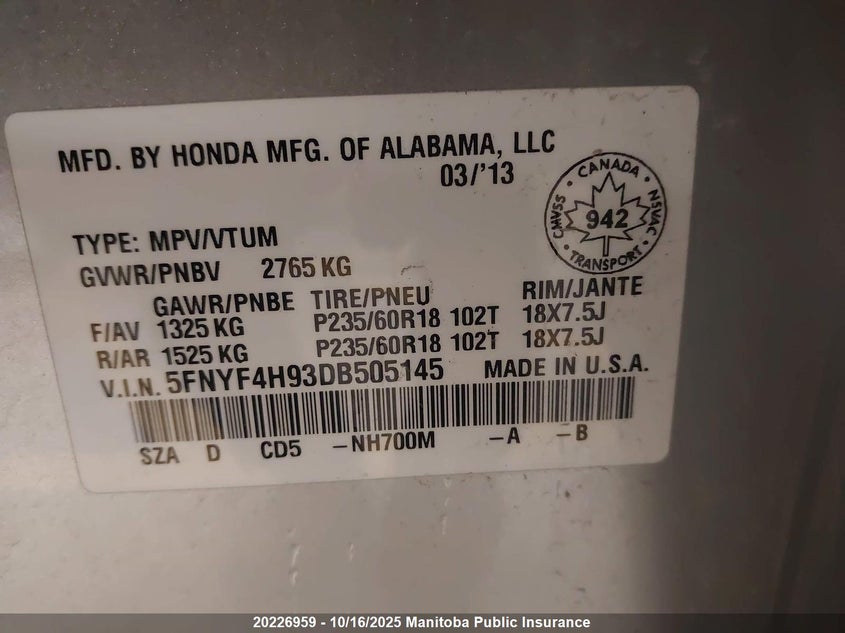 MFD. BY HONDA MFG. OF ALABAMA, LLC
03/'13
CANADA
CMVSS
942
NSVAC
TRANSPORT
TYPE: MPV/VTUM
GVWR/PNBV 2765 KG
GAWR/PNBE TIRE/PNEU RIM/JANTE
F/AV 1325 KG P235/60R18 102T 18X7.5J
R/AR 1525 KG P235/60R18 102T 18X7.5J
V.I.N. 5FNYF4H93DB505145 MADE IN U.S.A.
SZA D CD5 -NH700M -A -B
20226959 - 10/16/2025 Manitoba Public Insurance